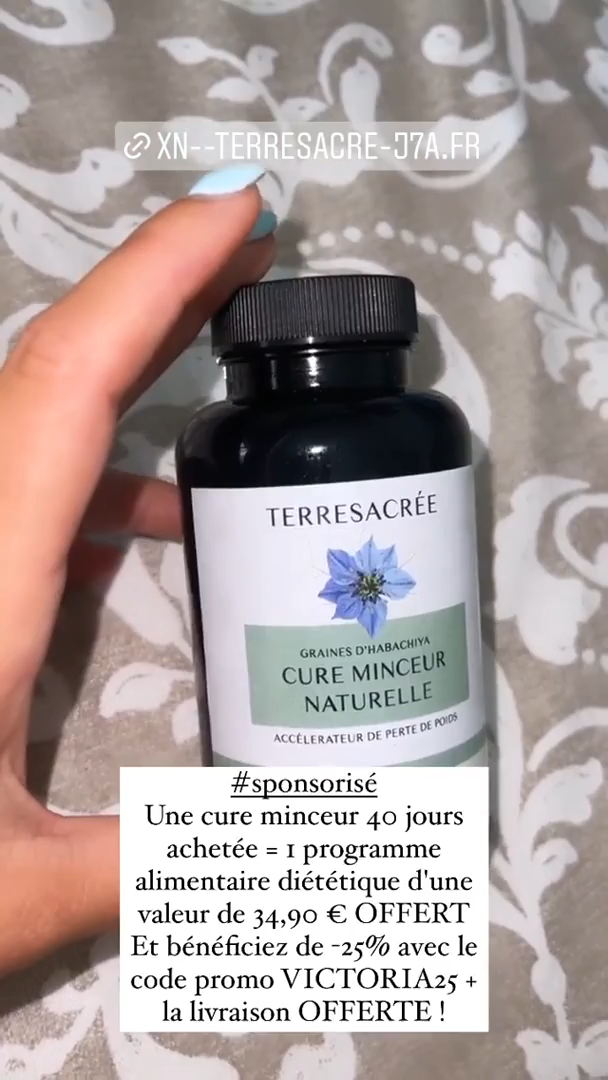 XN--TERRESACRE-J7A.FR
TERRESACRÉE
GRAINES D'HABACHIYA
CURE MINCEUR
NATURELLE
ACCÉLERATEUR DE PERTE DE POIDS
#sponsorisé
Une cure minceur 40 jours
achetée = 1 programme
alimentaire diététique d'une
valeur de 34,90 € OFFERT
Et bénéficiez de -25% avec le
code promo VICTORIA25 +
la livraison OFFERTE !